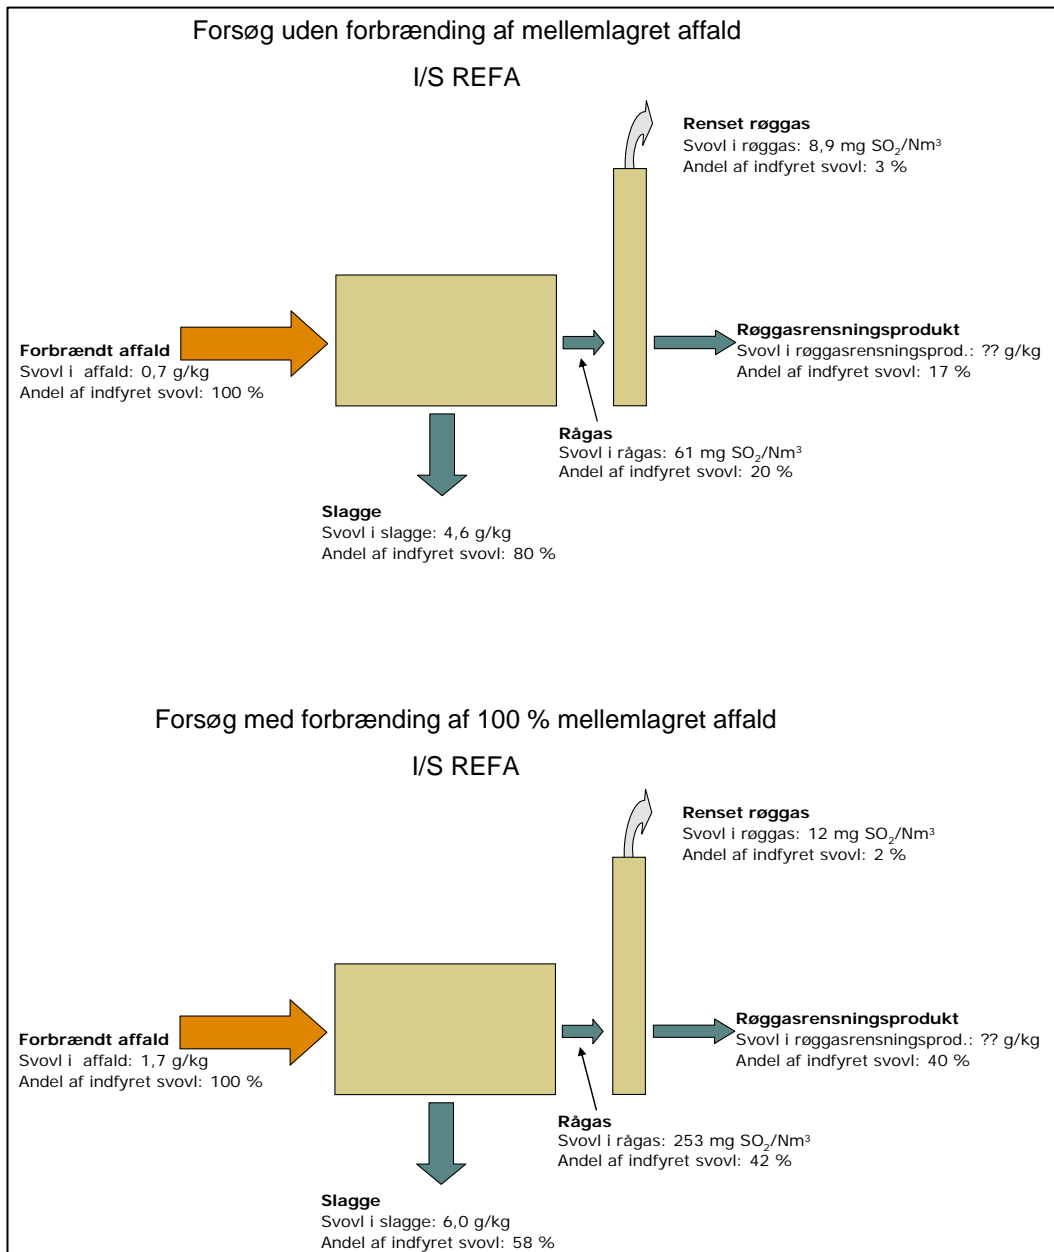 Forsøg uden forbrænding af mellemlagret affald
I/S REFA
Renset røggas
Svovl i røggas: 8,9 mg SO₂/Nm³
Andel af indfyret svovl: 3 %
Forbrændt affald
Svovl i affald: 0,7 g/kg
Andel af indfyret svovl: 100 %
Røggasrensningsprodukt
Svovl i røggasrensningsprod.: ?? g/kg
Andel af indfyret svovl: 17 %
Rågas
Svovl i rågas: 61 mg SO₂/Nm³
Andel af indfyret svovl: 20 %
Slagge
Svovl i slagge: 4,6 g/kg
Andel af indfyret svovl: 80 %
Forsøg med forbrænding af 100 % mellemlagret affald
I/S REFA
Renset røggas
Svovl i røggas: 12 mg SO₂/Nm³
Andel af indfyret svovl: 2 %
Forbrændt affald
Svovl i affald: 1,7 g/kg
Andel af indfyret svovl: 100 %
Røggasrensningsprodukt
Svovl i røggasrensningsprod.: ?? g/kg
Andel af indfyret svovl: 40 %
Rågas
Svovl i rågas: 253 mg SO₂/Nm³
Andel af indfyret svovl: 42 %
Slagge
Svovl i slagge: 6,0 g/kg
Andel af indfyret svovl: 58 %